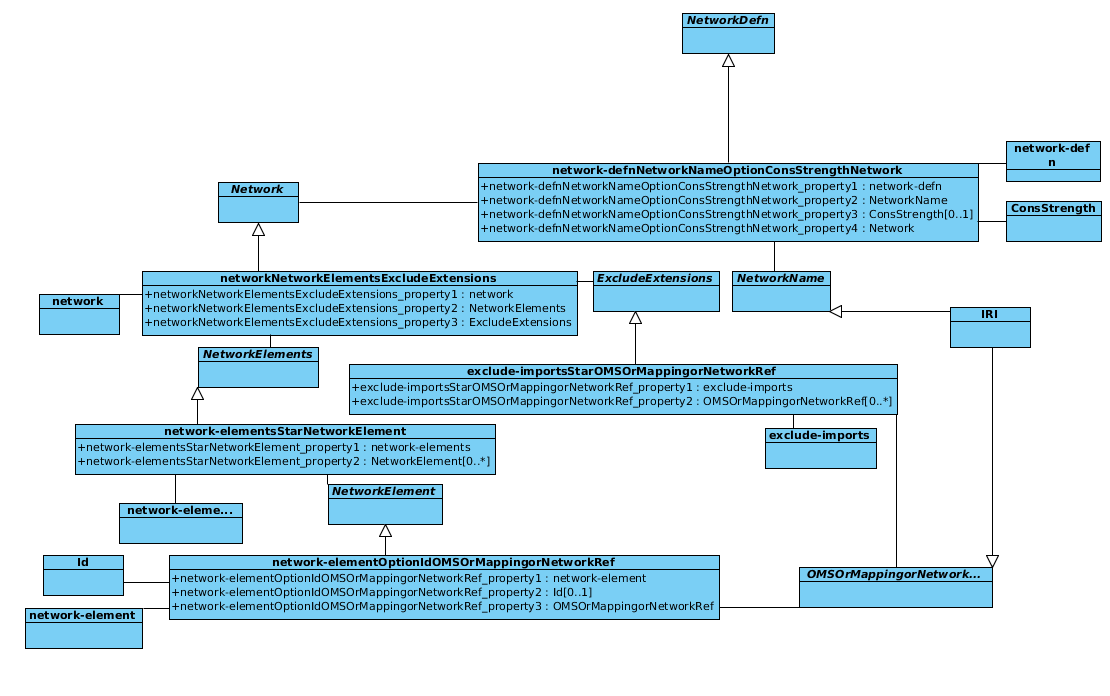 NetworkDefn
network-def
n
network-defnNetworkNameOptionConsStrengthNetwork
+network-defnNetworkNameOptionConsStrengthNetwork_property1 : network-defn
+network-defnNetworkNameOptionConsStrengthNetwork_property2 : NetworkName
+network-defnNetworkNameOptionConsStrengthNetwork_property3 : ConsStrength[0..1]
+network-defnNetworkNameOptionConsStrengthNetwork_property4 : Network
Network
ConsStrength
networkNetworkElementsExcludeExtensions
+networkNetworkElementsExcludeExtensions_property1 : network
+networkNetworkElementsExcludeExtensions_property2 : NetworkElements
+networkNetworkElementsExcludeExtensions_property3 : ExcludeExtensions
ExcludeExtensions
NetworkName
network
IRI
NetworkElements
exclude-importsStarOMSOrMappingorNetworkRef
+exclude-importsStarOMSOrMappingorNetworkRef_property1 : exclude-imports
+exclude-importsStarOMSOrMappingorNetworkRef_property2 : OMSOrMappingorNetworkRef[0..*]
network-elementsStarNetworkElement
+network-elementsStarNetworkElement_property1 : network-elements
+network-elementsStarNetworkElement_property2 : NetworkElement[0..*]
exclude-imports
NetworkElement
network-eleme...
Id
network-elementOptionIdOMSOrMappingorNetworkRef
+network-elementOptionIdOMSOrMappingorNetworkRef_property1 : network-element
+network-elementOptionIdOMSOrMappingorNetworkRef_property2 : Id[0..1]
+network-elementOptionIdOMSOrMappingorNetworkRef_property3 : OMSOrMappingorNetworkRef
OMSOrMappingorNetwork...
network-element